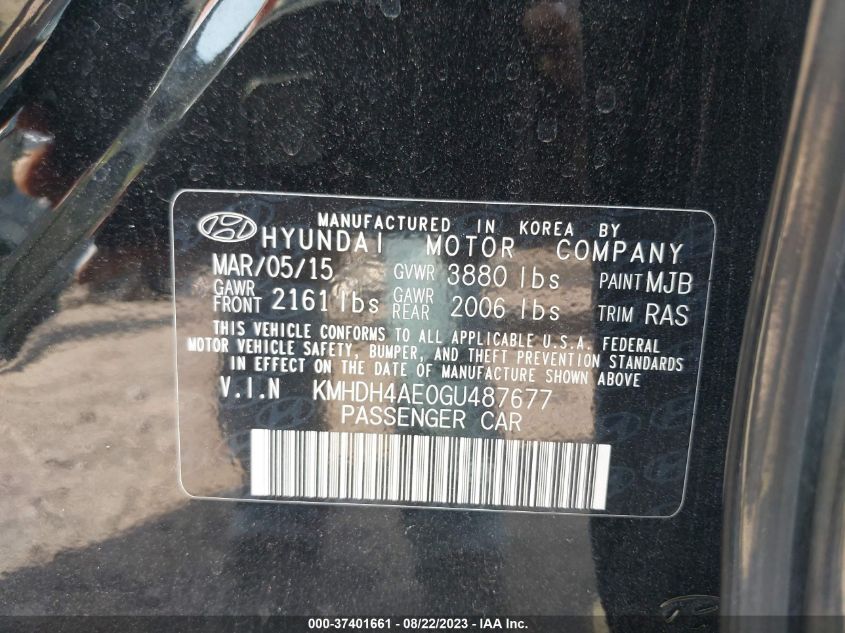 MANUFACTURED IN KOREA BY
HYUNDAI MOTOR COMPANY
MAR/05/15 GVWR 3880 lbs PAINT MJB
GAWR FRONT 2161 lbs GAWR REAR 2006 lbs TRIM RAS
THIS VEHICLE CONFORMS TO ALL APPLICABLE U.S.A. FEDERAL
MOTOR VEHICLE SAFETY, BUMPER, AND THEFT PREVENTION STANDARDS
IN EFFECT ON THE DATE OF MANUFACTURE SHOWN ABOVE
V.I.N KMHDH4AE0GU487677
PASSENGER CAR
000-37401661 - 08/22/2023 - IAA Inc.